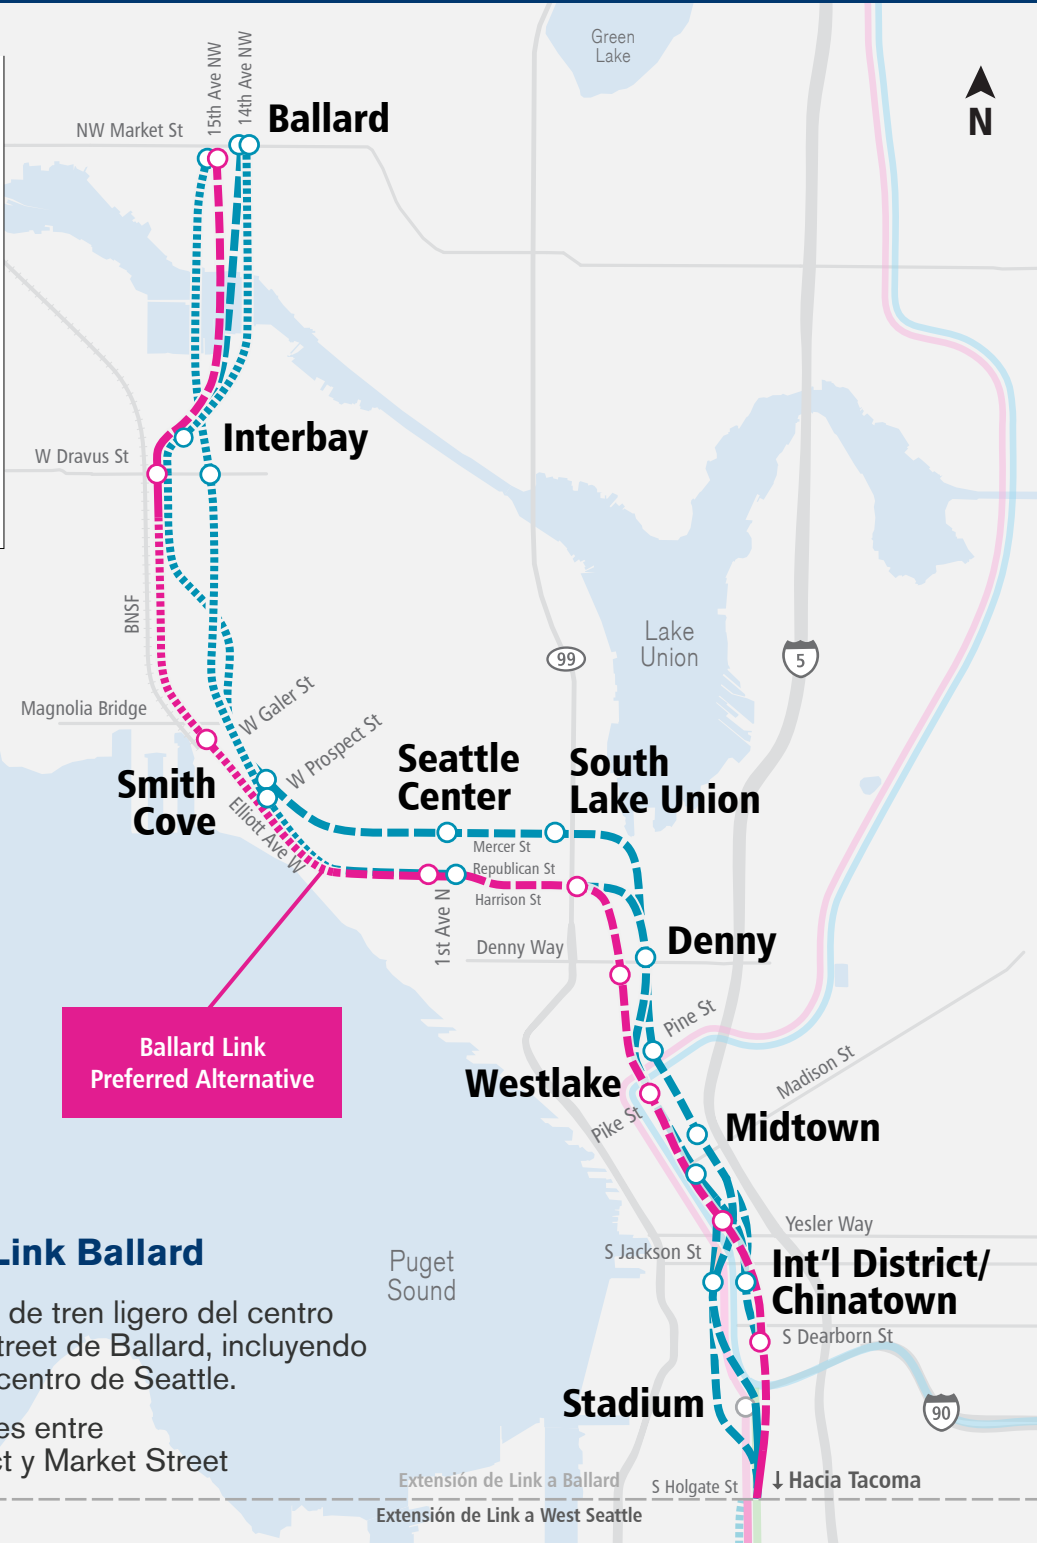 Green
Lake
N
15th Ave NW
14th Ave NW
Ballard
NW Market St
Interbay
W Dravus St
BNSF
Lake
Union
99
5
Magnolia Bridge
W Galer St
W Prospect St
Smith
Cove
Elliott Ave W
Seattle
Center
South
Lake Union
Mercer St
Republican St
Harrison St
1st Ave N
Denny Way
Denny
Ballard Link
Preferred Alternative
Pine St
Westlake
Madison St
Pike St
Midtown
Yesler Way
S Jackson St
Int'l District/
Chinatown
S Dearborn St
Puget
Sound
Link Ballard
de tren ligero del centro
treet de Ballard, incluyendo
centro de Seattle.
es entre
ct y Market Street
Stadium
90
Extensión de Link a Ballard
S Holgate St
↓ Hacia Tacoma
Extensión de Link a West Seattle